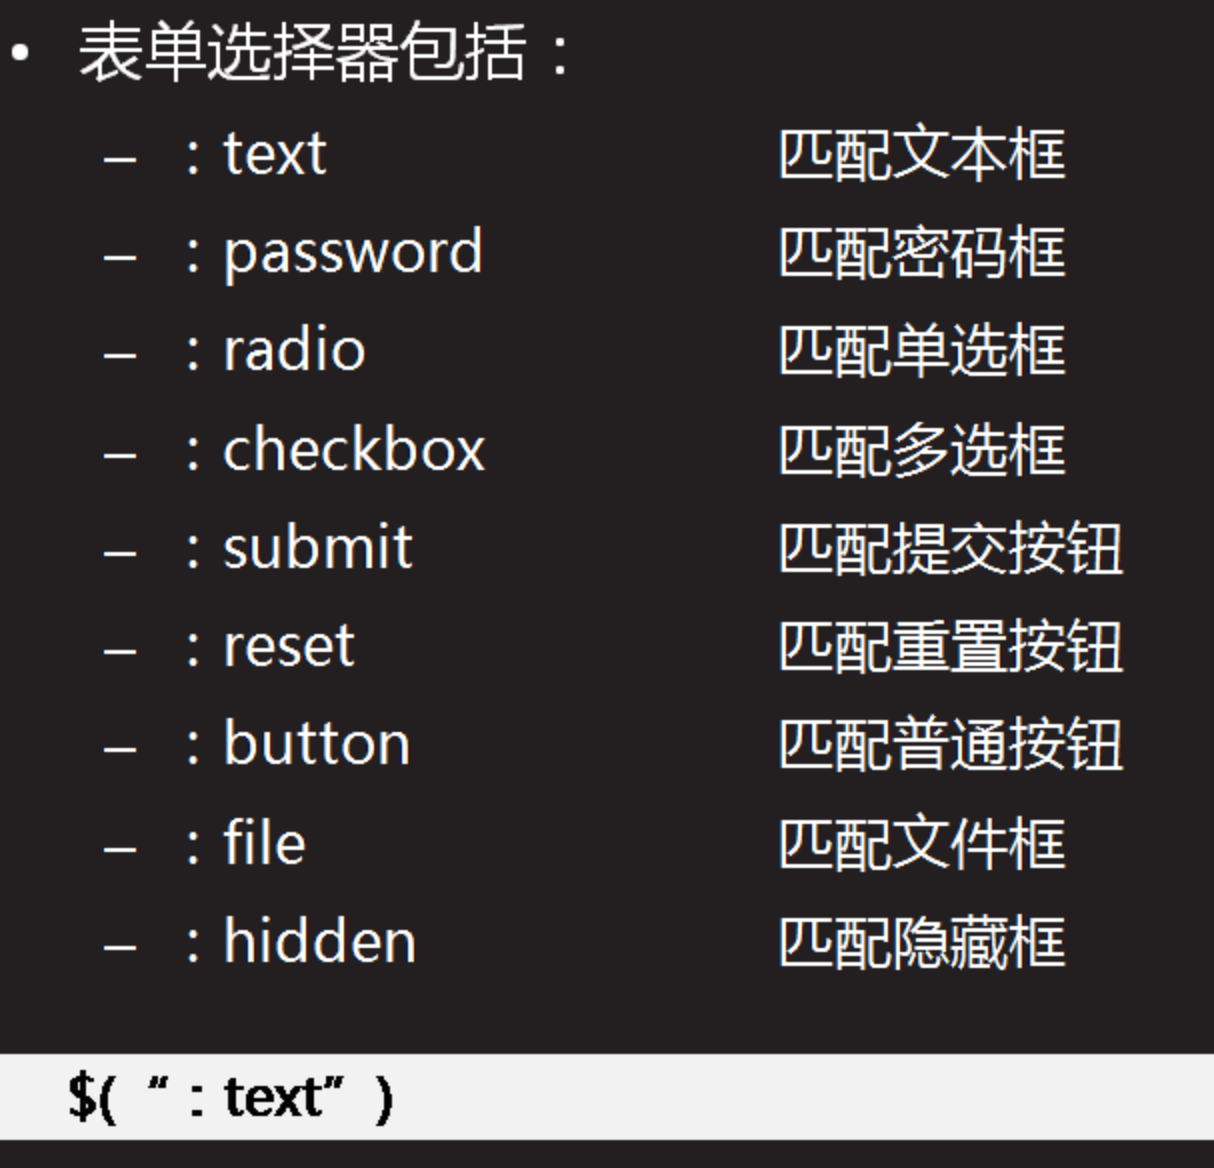 • 表单选择器包括：
– ：text 匹配文本框
– ：password 匹配密码框
– ：radio 匹配单选框
– ：checkbox 匹配多选框
– ：submit 匹配提交按钮
– ：reset 匹配重置按钮
– ：button 匹配普通按钮
– ：file 匹配文件框
– ：hidden 匹配隐藏框
$( “：text” )